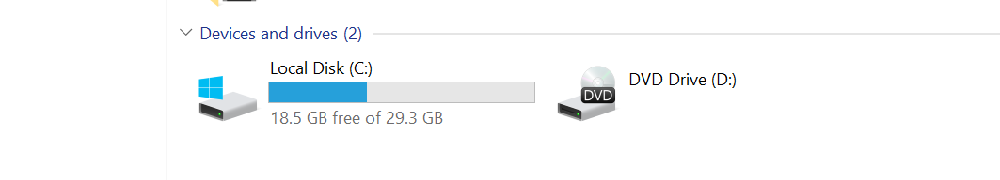 Devices and drives (2)
Local Disk (C:)
18.5 GB free of 29.3 GB
DVD
DVD Drive (D:)